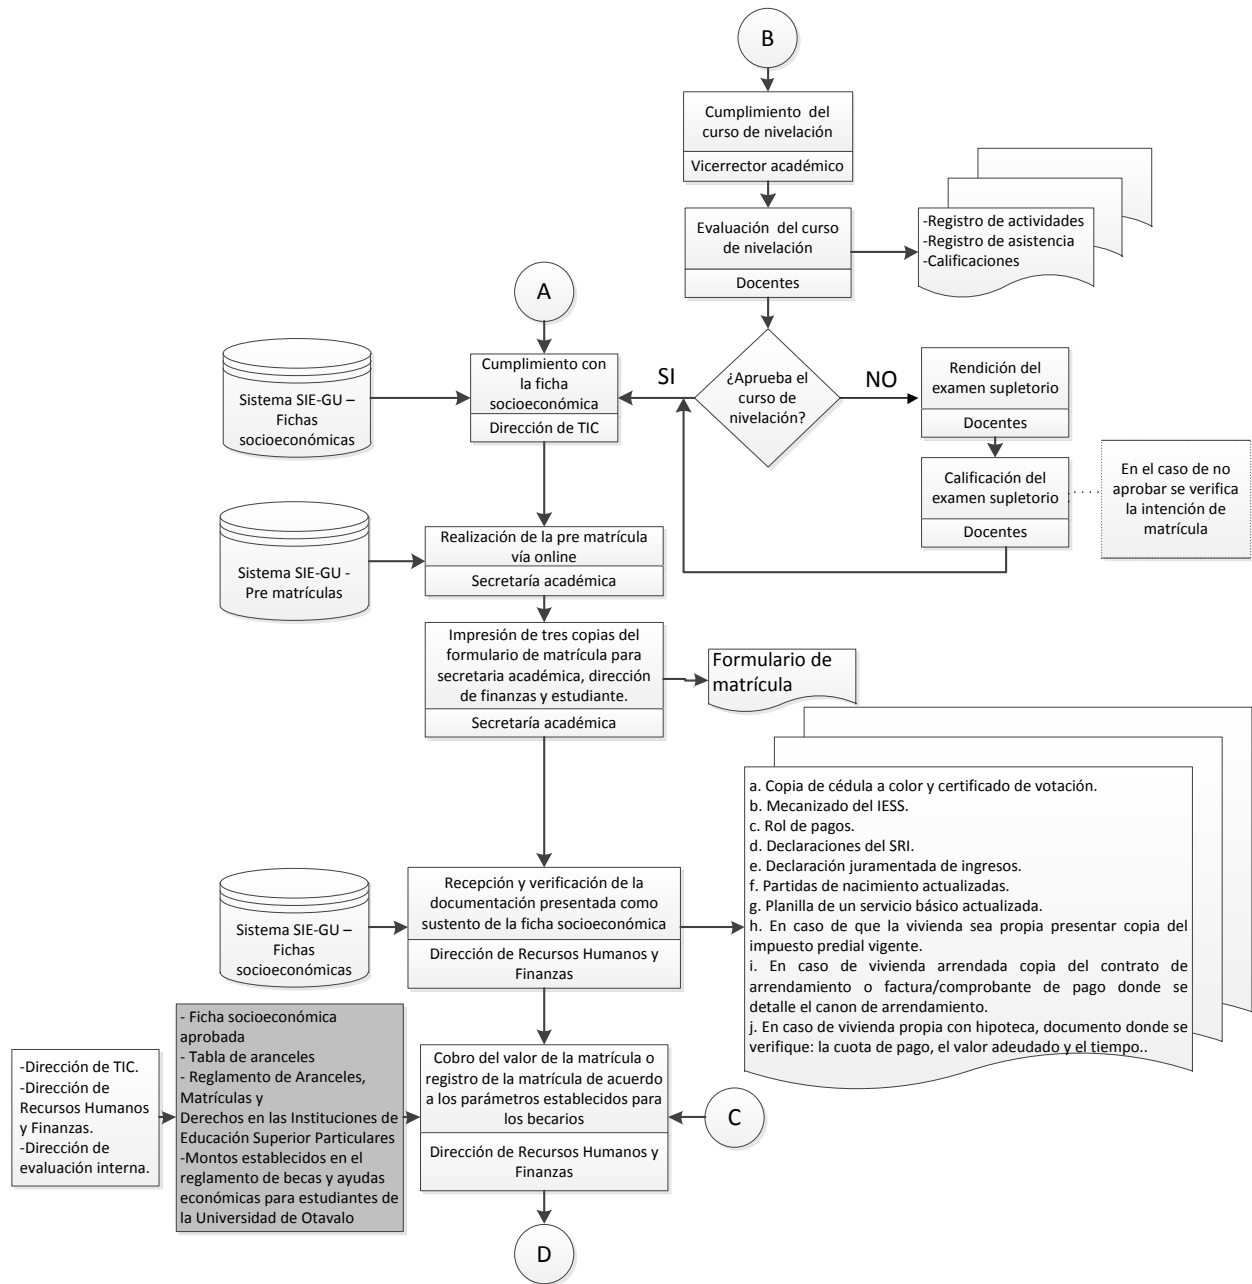 B
Cumplimiento del
curso de nivelación
Vicerrector académico
Evaluación del curso
de nivelación
Docentes
-Registro de actividades
-Registro de asistencia
-Calificaciones
A
Sistema SIE-GU –
Fichas
socioeconómicas
Cumplimiento con
la ficha
socioeconómica
Dirección de TIC
SI
¿Aprueba el
curso de
nivelación?
NO
Rendición del
examen supletorio
Docentes
Calificación del
examen supletorio
Docentes
En el caso de no
aprobar se verifica
la intención de
matrícula
Sistema SIE-GU -
Pre matrículas
Realización de la pre matrícula
vía online
Secretaría académica
Impresión de tres copias del
formulario de matrícula para
secretaria académica, dirección
de finanzas y estudiante.
Secretaría académica
Formulario de
matrícula
a. Copia de cédula a color y certificado de votación.
b. Mecanizado del IESS.
c. Rol de pagos.
d. Declaraciones del SRI.
e. Declaración juramentada de ingresos.
f. Partidas de nacimiento actualizadas.
g. Planilla de un servicio básico actualizada.
h. En caso de que la vivienda sea propia presentar copia del
impuesto predial vigente.
i. En caso de vivienda arrendada copia del contrato de
arrendamiento o factura/comprobante de pago donde se
detalle el canon de arrendamiento.
j. En caso de vivienda propia con hipoteca, documento donde se
verifique: la cuota de pago, el valor adeudado y el tiempo..
Sistema SIE-GU –
Fichas
socioeconómicas
Recepción y verificación de la
documentación presentada como
sustento de la ficha socioeconómica
Dirección de Recursos Humanos y
Finanzas
-Dirección de TIC.
-Dirección de
Recursos Humanos
y Finanzas.
-Dirección de
evaluación interna.
- Ficha socioeconómica
aprobada
- Tabla de aranceles
- Reglamento de Aranceles,
Matrículas y
Derechos en las Instituciones de
Educación Superior Particulares
-Montos establecidos en el
reglamento de becas y ayudas
económicas para estudiantes de
la Universidad de Otavalo
Cobro del valor de la matrícula o
registro de la matrícula de acuerdo
a los parámetros establecidos para
los becarios
Dirección de Recursos Humanos y
Finanzas
C
D